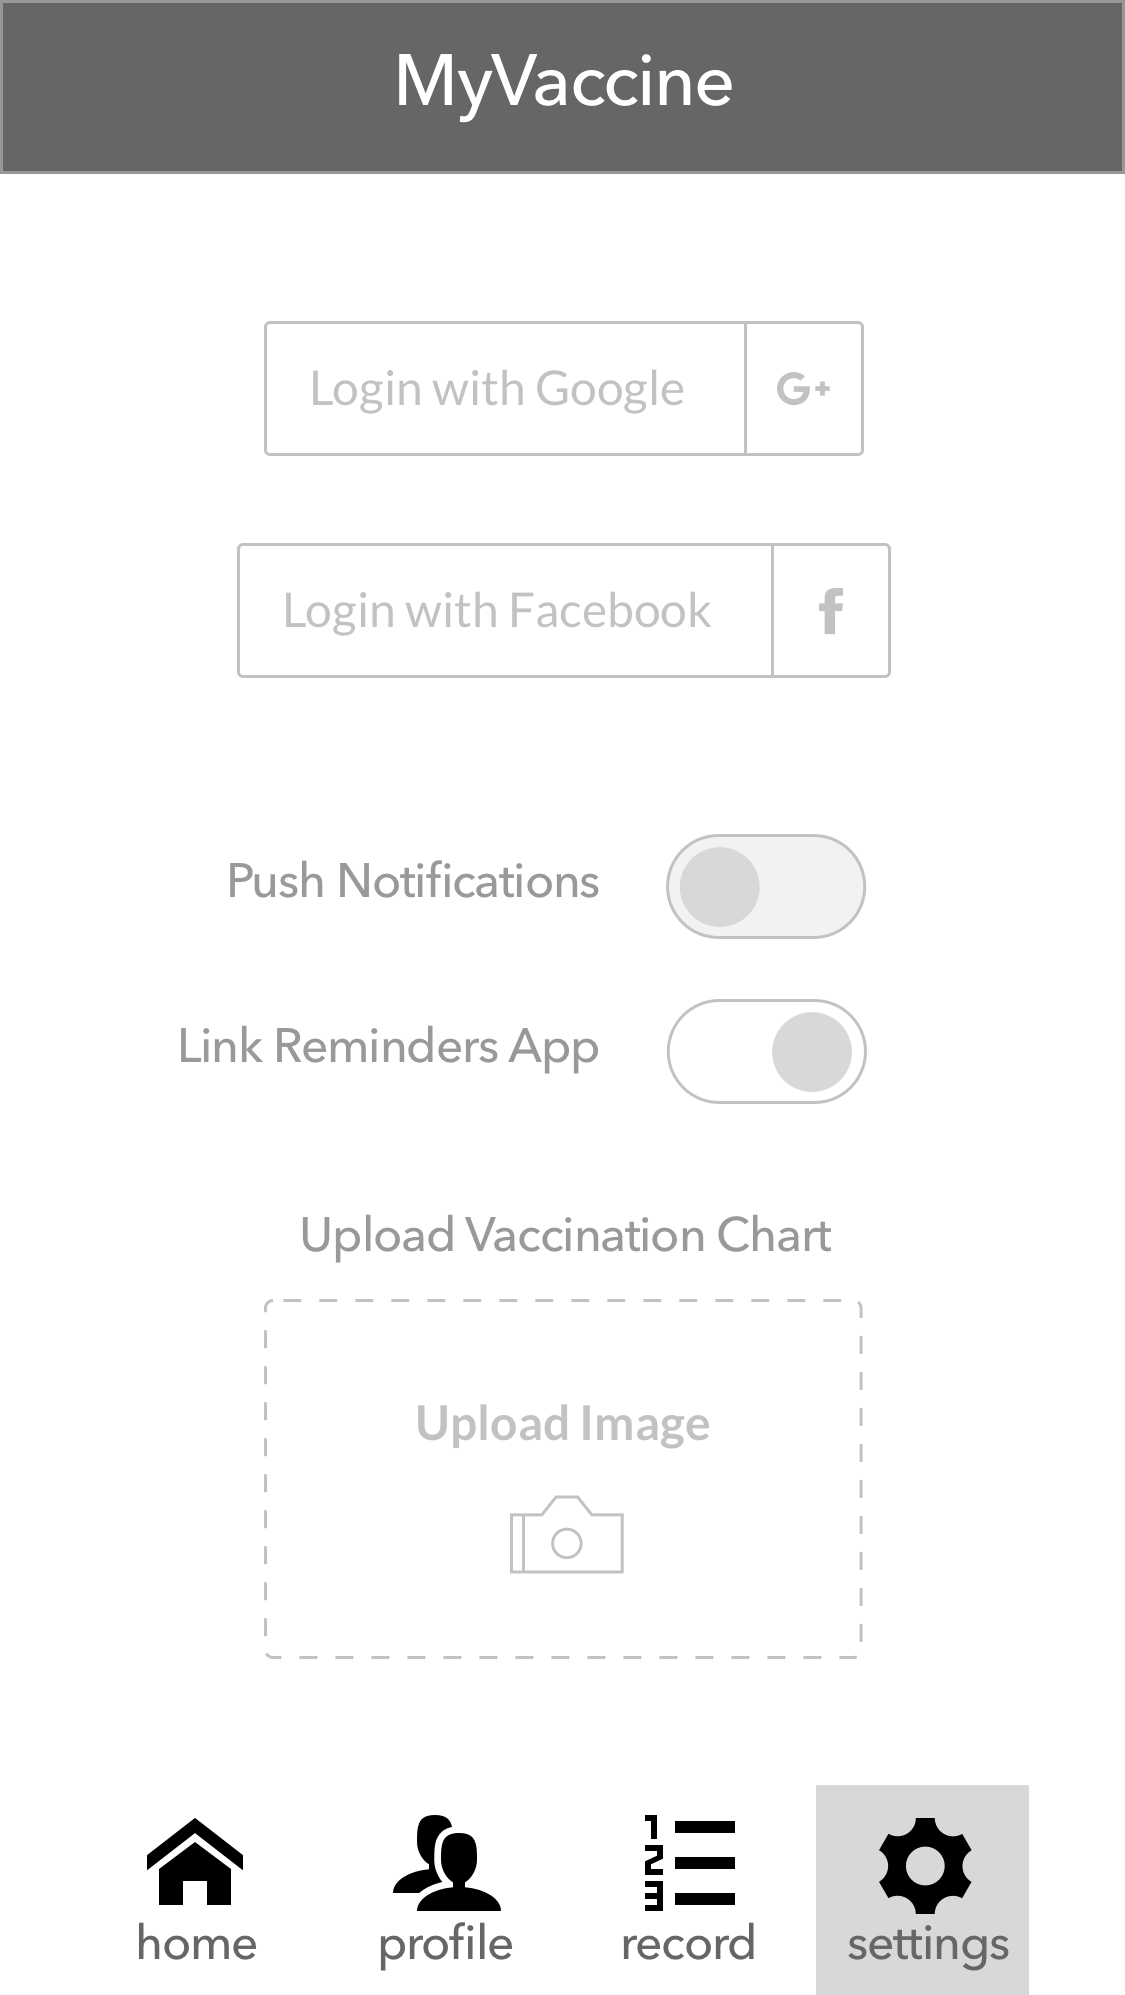 MyVaccine
Login with Google
G+
Login with Facebook
f
Push Notifications
Link Reminders App
Upload Vaccination Chart
Upload Image
1
2
3
home
profile
record
settings